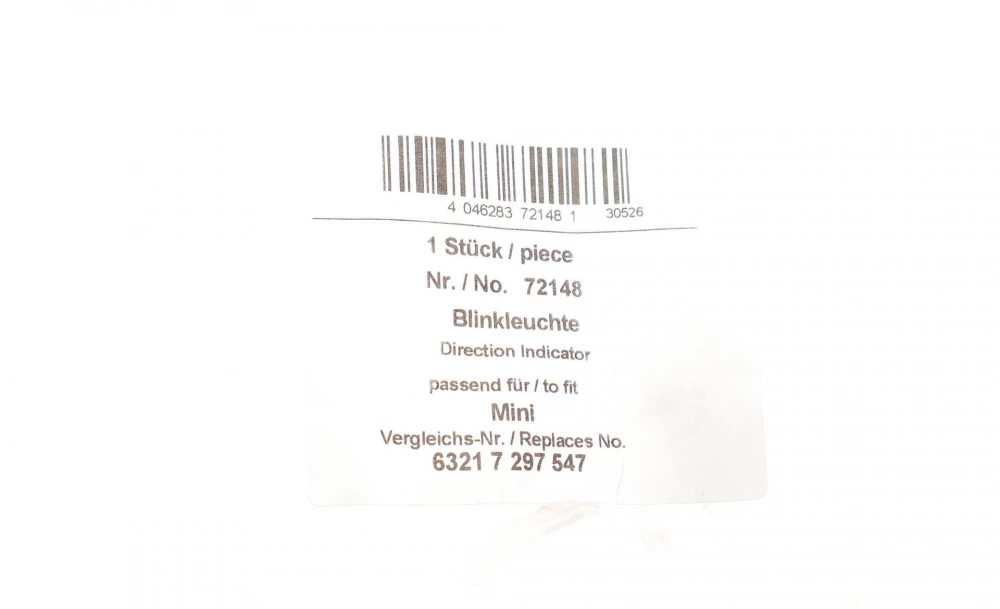 4 046283 72148 1 30526
1 Stück / piece
Nr. / No. 72148
Blinkleuchte
Direction Indicator
passend für / to fit
Mini
Vergleichs-Nr. / Replaces No.
6321 7 297 547